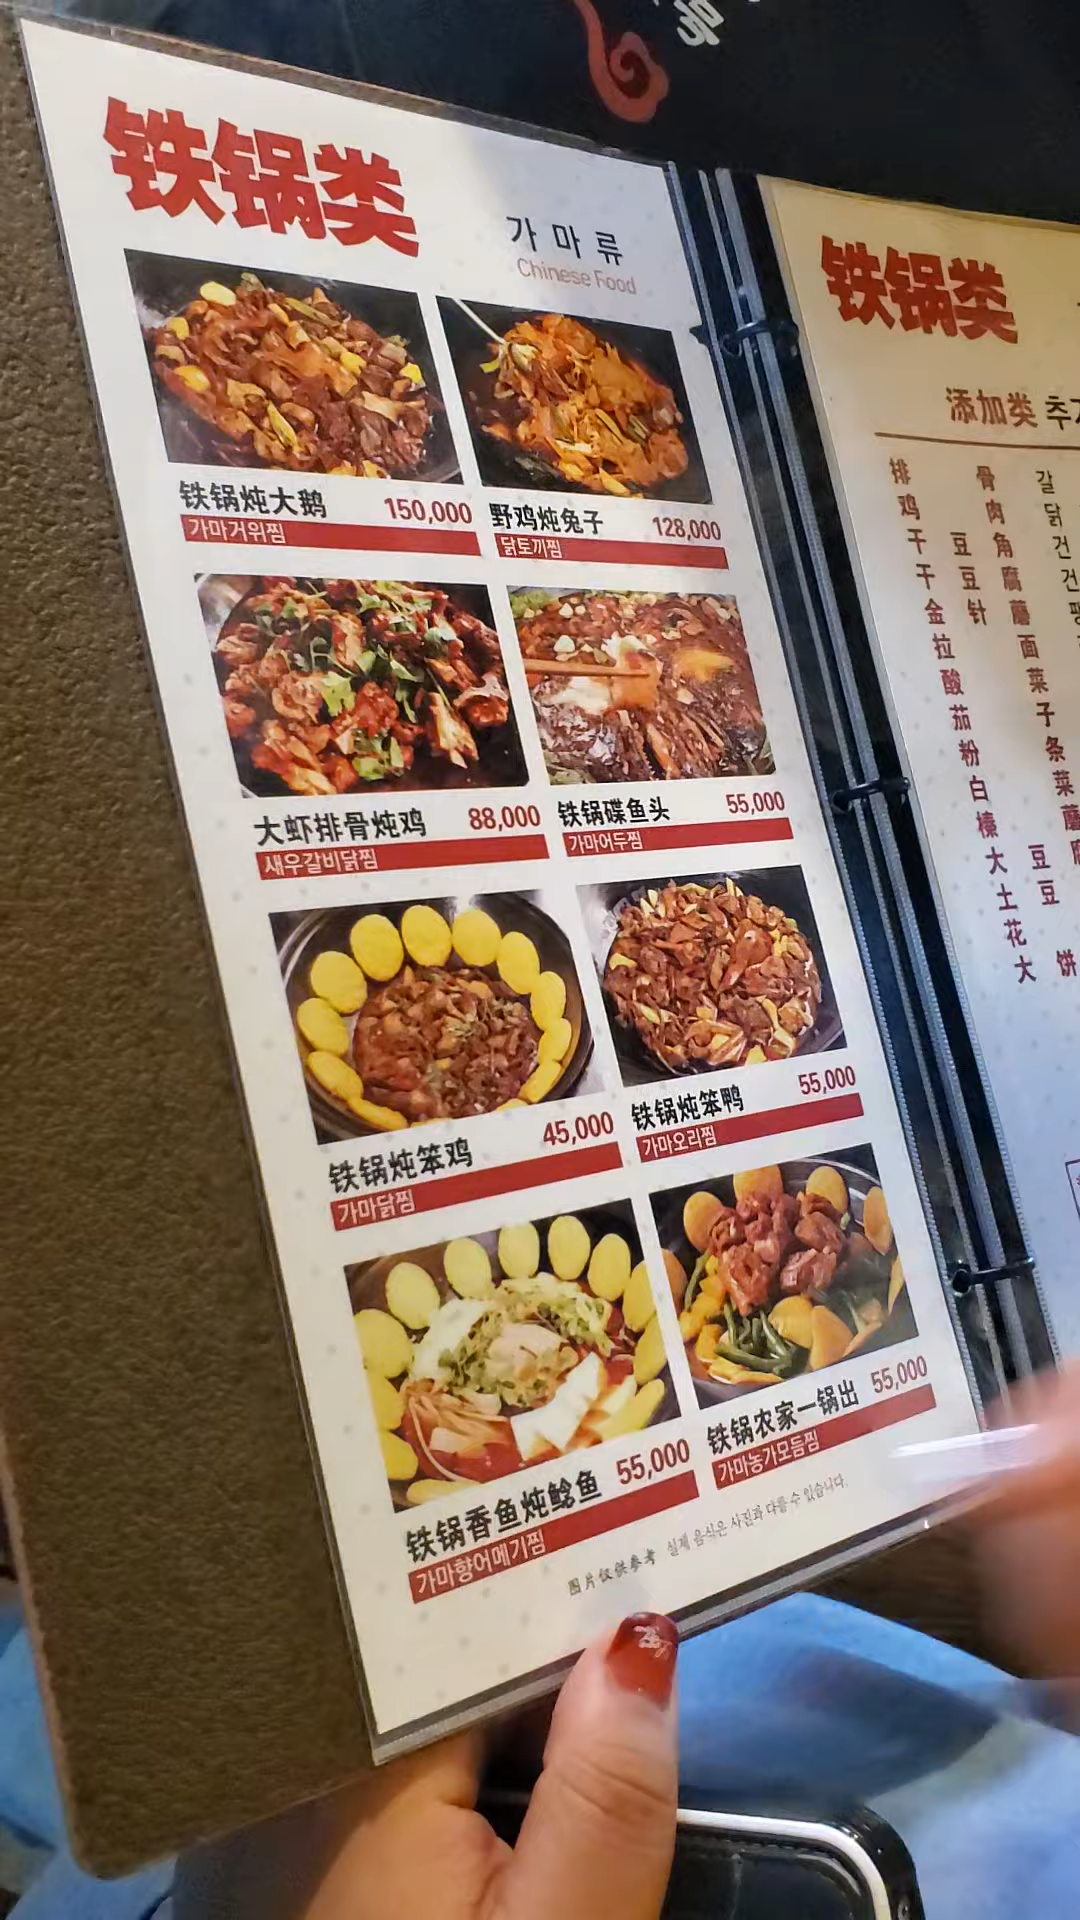 号
铁锅类
가마류
Chinese Food
铁锅炖大鹅 150,000
가마거위찜
野鸡炖兔子 128,000
닭토끼찜
大虾排骨炖鸡 88,000
새우갈비닭찜
铁锅碟鱼头 55,000
가마어두찜
铁锅炖笨鸡 45,000
가마닭찜
铁锅炖笨鸭 55,000
가마오리찜
铁锅香鱼炖鲶鱼 55,000
가마향어메기찜
铁锅农家一锅出 55,000
가마농가모듬찜
图片仅供参考 실제 음식은 사진과 다를 수 있습니다.
铁锅类
添加类 추
排骨 갈
鸡肉 닭
干豆角 건
干豆腐 건
金针蘑
拉面
酸菜
茄子
粉条
白菜
榛蘑
大豆腐
土豆
花
大饼